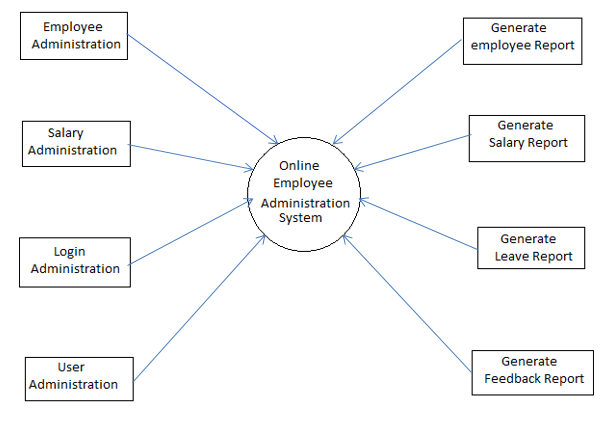 Employee
Administration
Salary
Administration
Login
Administration
User
Administration
Online
Employee
Administration
System
Generate
employee Report
Generate
Salary Report
Generate
Leave Report
Generate
Feedback Report